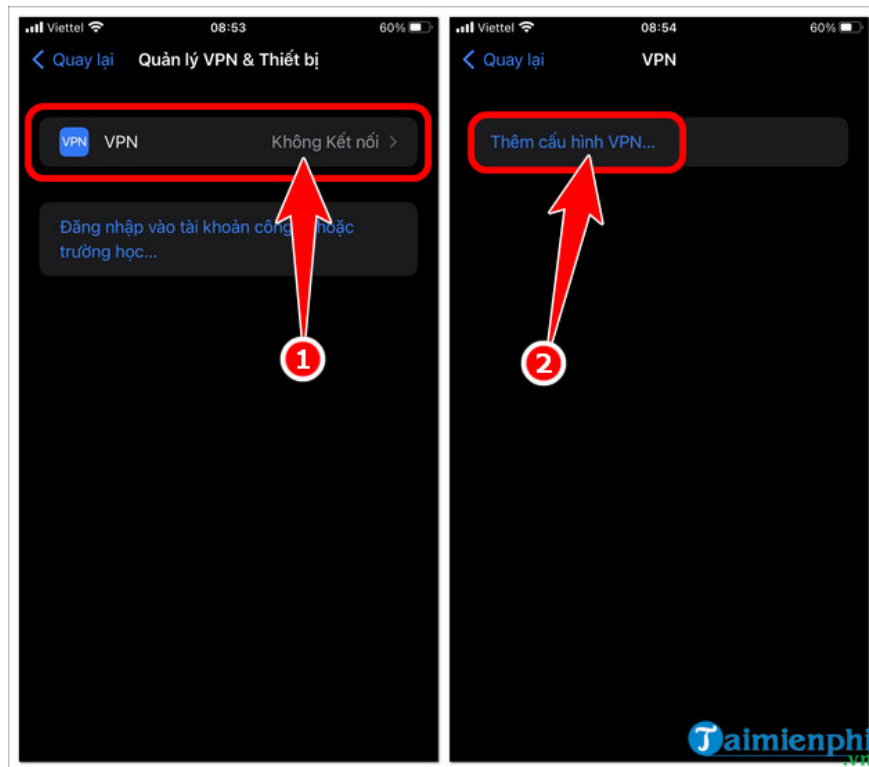 Viettel 08:53 60%
Quay lại Quản lý VPN & Thiết bị
VPN VPN Không Kết nối
Đăng nhập vào tài khoản công hoặc
trường học...
1
Viettel 08:54 60%
Quay lại VPN
Thêm cấu hình VPN...
2
Taimienphi
.vn